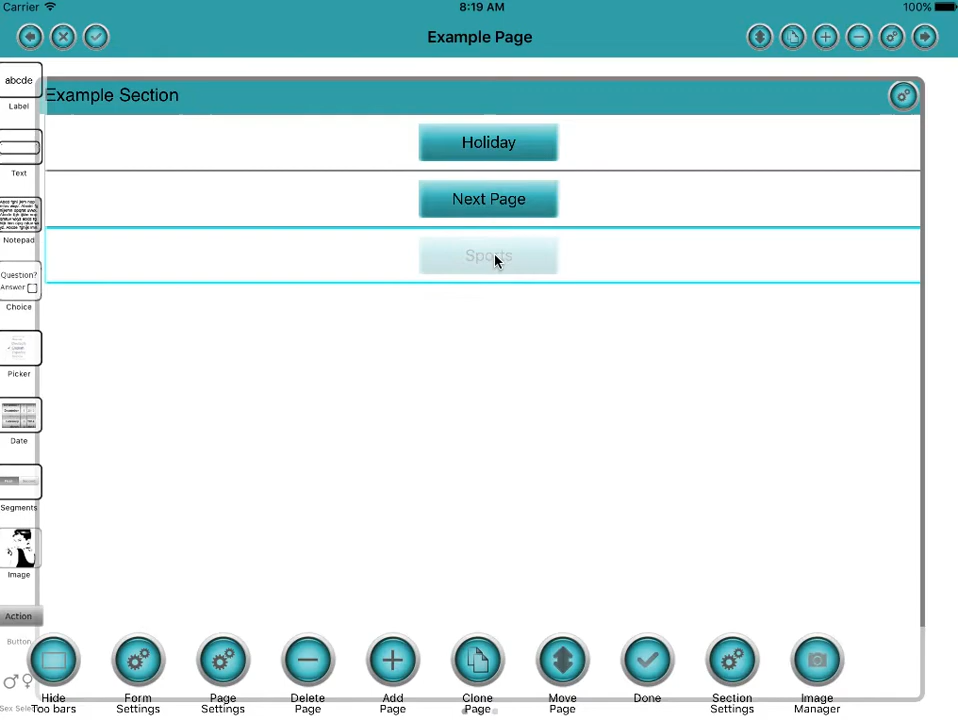 Carrier
8:19 AM
100%
Example Page
abcde
Label
Example Section
Holiday
Text
Next Page
Notepad
Sports
Question?
Answer
Choice
Picker
Date
Segments
Image
Action
Button
Hide
Toolbars
Form
Settings
Page
Settings
Delete
Page
Add
Page
Clone
Page
Move
Page
Done
Section
Settings
Image
Manager